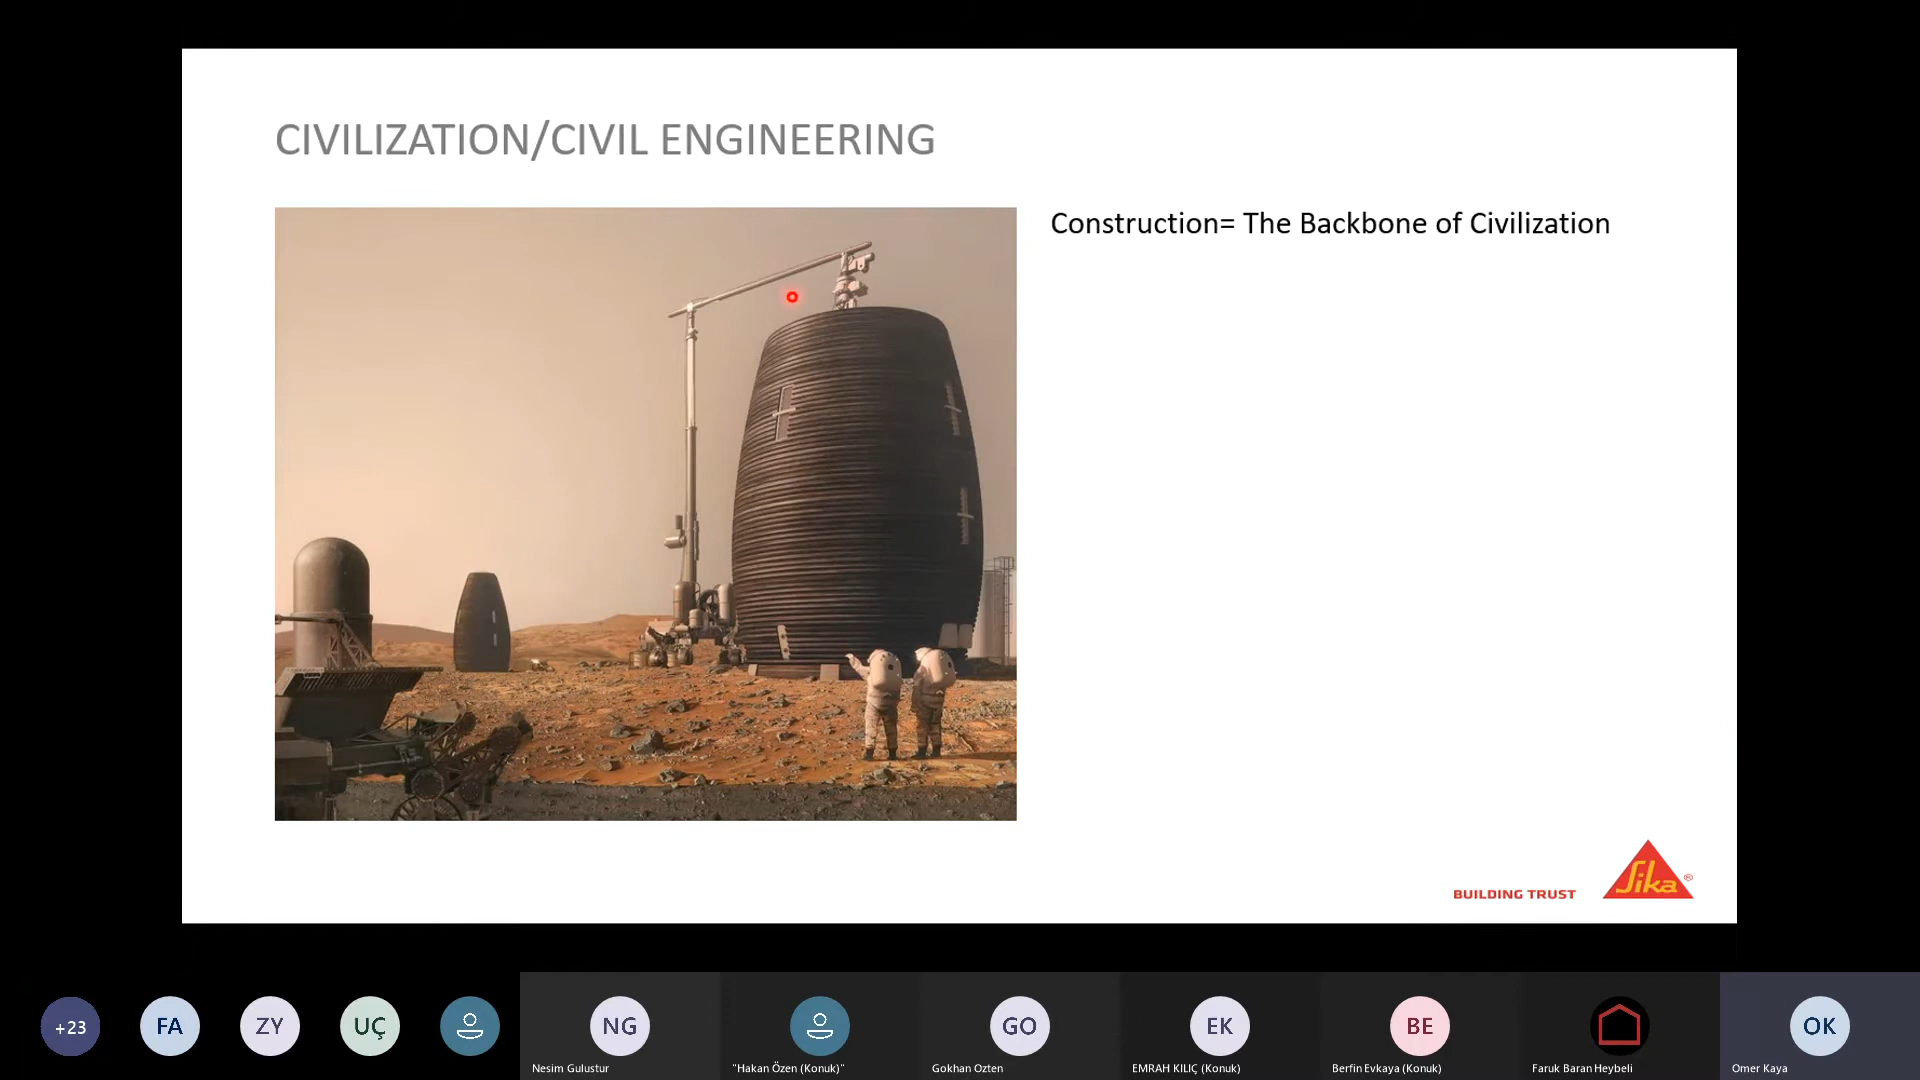 CIVILIZATION/CIVIL ENGINEERING
Construction= The Backbone of Civilization
BUILDING TRUST
Sika®
+23
FA
ZY
UÇ
NG
GO
EK
BE
OK
Nesim Gulustur
"Hakan Özen (Konuk)"
Gokhan Ozten
EMRAH KILIÇ (Konuk)
Berfin Evkaya (Konuk)
Faruk Baran Heybeli
Omer Kaya